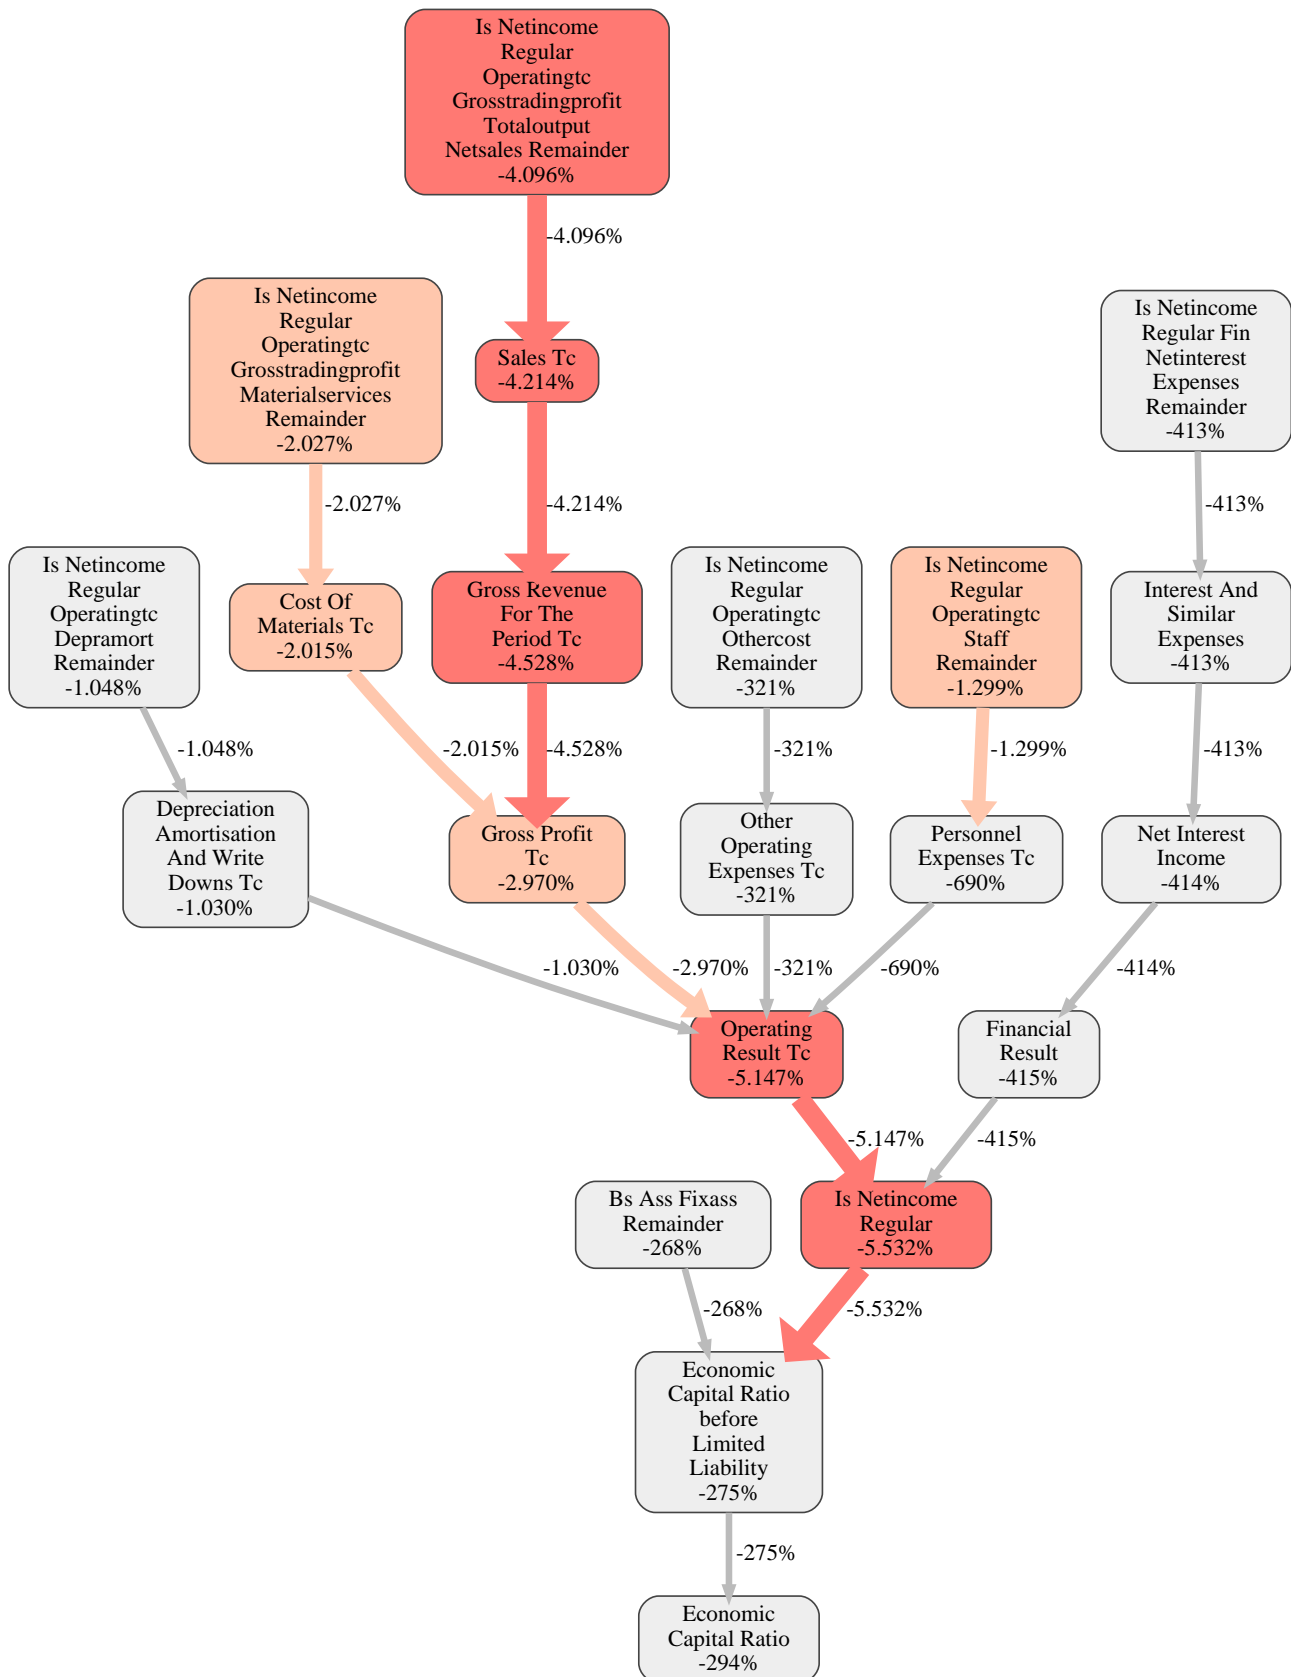 Is Netincome
Regular
Operatingtc
Grosstradingprofit
Totaloutput
Netsales Remainder
-4.096%
-4.096%
Is Netincome
Regular
Operatingtc
Grosstradingprofit
Materialservices
Remainder
-2.027%
Sales Tc
-4.214%
Is Netincome
Regular Fin
Netinterest
Expenses
Remainder
-413%
-2.027%
-4.214%
-413%
Is Netincome
Regular
Operatingtc
Depramort
Remainder
-1.048%
Cost Of
Materials Tc
-2.015%
Gross Revenue
For The
Period Tc
-4.528%
Is Netincome
Regular
Operatingtc
Othercost
Remainder
-321%
Is Netincome
Regular
Operatingtc
Staff
Remainder
-1.299%
Interest And
Similar
Expenses
-413%
-1.048%
-2.015%
-4.528%
-321%
-1.299%
-413%
Depreciation
Amortisation
And Write
Downs Tc
-1.030%
Gross Profit
Tc
-2.970%
Other
Operating
Expenses Tc
-321%
Personnel
Expenses Tc
-690%
Net Interest
Income
-414%
-1.030%
-2.970%
-321%
-690%
-414%
Operating
Result Tc
-5.147%
Financial
Result
-415%
-5.147%
-415%
Bs Ass Fixass
Remainder
-268%
Is Netincome
Regular
-5.532%
-268%
-5.532%
Economic
Capital Ratio
before
Limited
Liability
-275%
-275%
Economic
Capital Ratio
-294%